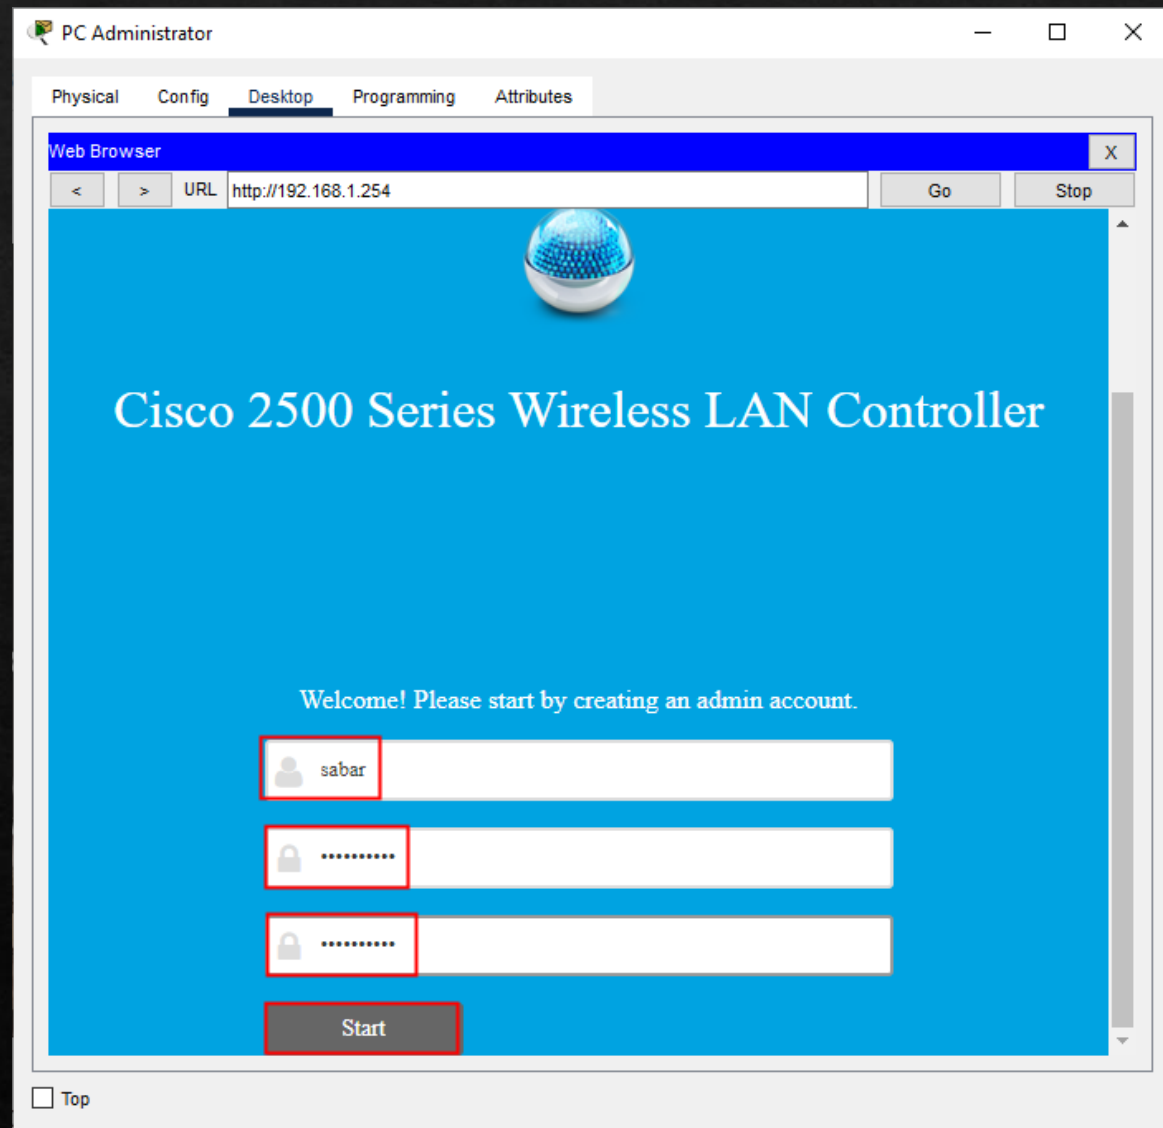 PC Administrator
Physical Config Desktop Programming Attributes
Web Browser X
< > URL http://192.168.1.254 Go Stop
Cisco 2500 Series Wireless LAN Controller
Welcome! Please start by creating an admin account.
sabar
••••••••••
••••••••••
Start
Top